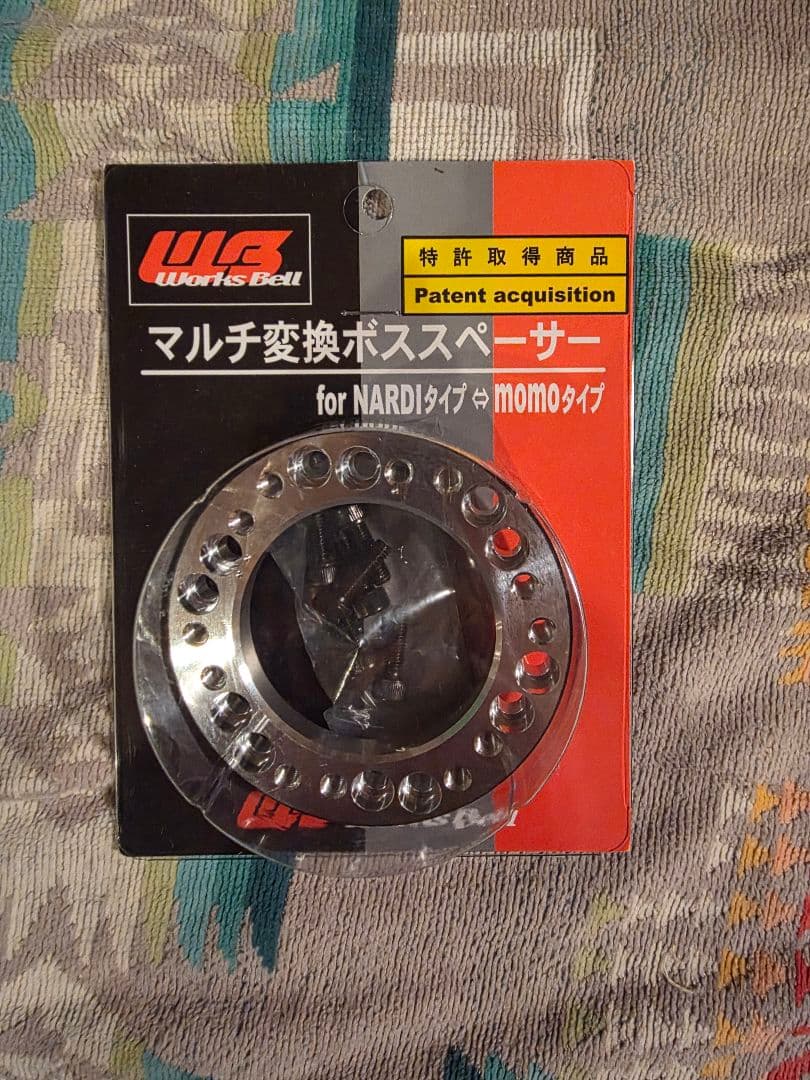 WB
Works Bell
特許取得商品
Patent acquisition
マルチ変換ボススペーサー
for NARDIタイプ⇔momoタイプ
WB Works Bell